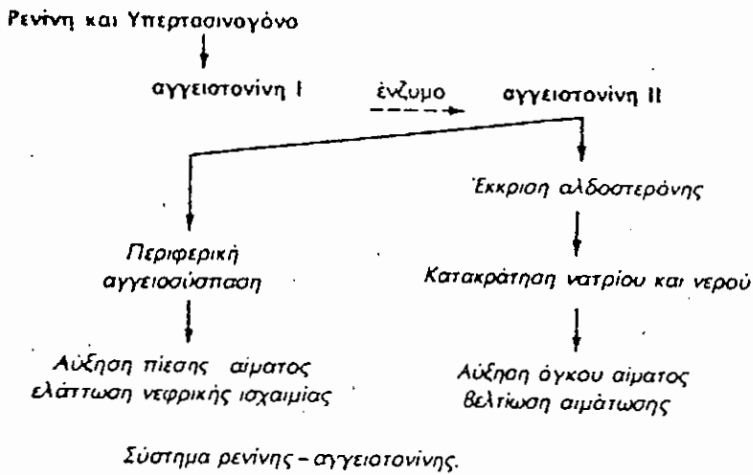 Ρενίνη και Υπερτασινογόνο
αγγειοτονίνη Ι ένζυμο αγγειοτονίνη ΙΙ
Έκκριση αλδοστερόνης
Περιφερική
αγγειοσύσπαση
Κατακράτηση νατρίου και νερού
Αύξηση πίεσης αίματος
ελάττωση νεφρικής ισχαιμίας
Αύξηση όγκου αίματος
βελτίωση αιμάτωσης
Σύστημα ρενίνης – αγγειοτονίνης.